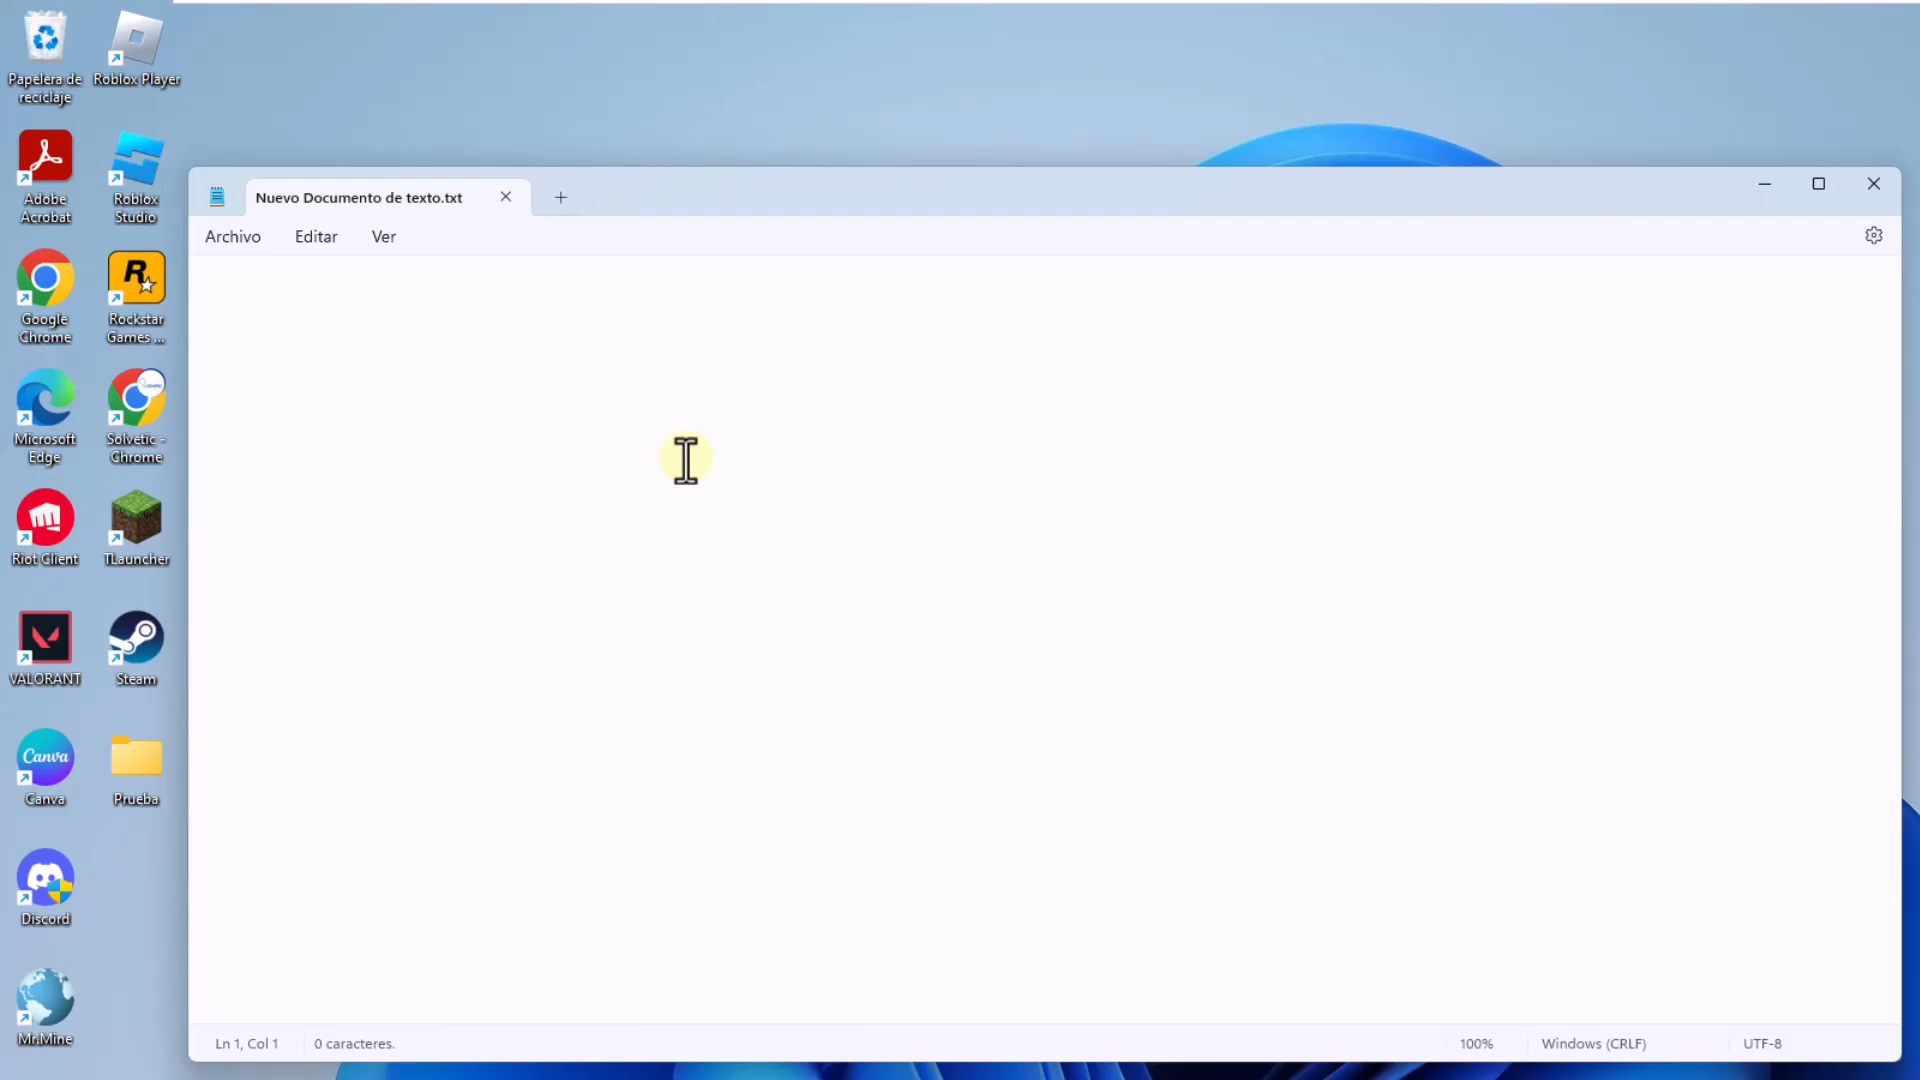 Papelera de
reciclaje
Roblox Player
Adobe
Acrobat
Roblox
Studio
Google
Chrome
Rockstar
Games ...
Microsoft
Edge
Solvetic -
Chrome
Riot Client
TLauncher
VALORANT
Steam
Canva
Canva
Prueba
Discord
Mr.Mine
Nuevo Documento de texto.txt
Archivo Editar Ver
Ln 1, Col 1 0 caracteres. 100% Windows (CRLF) UTF-8